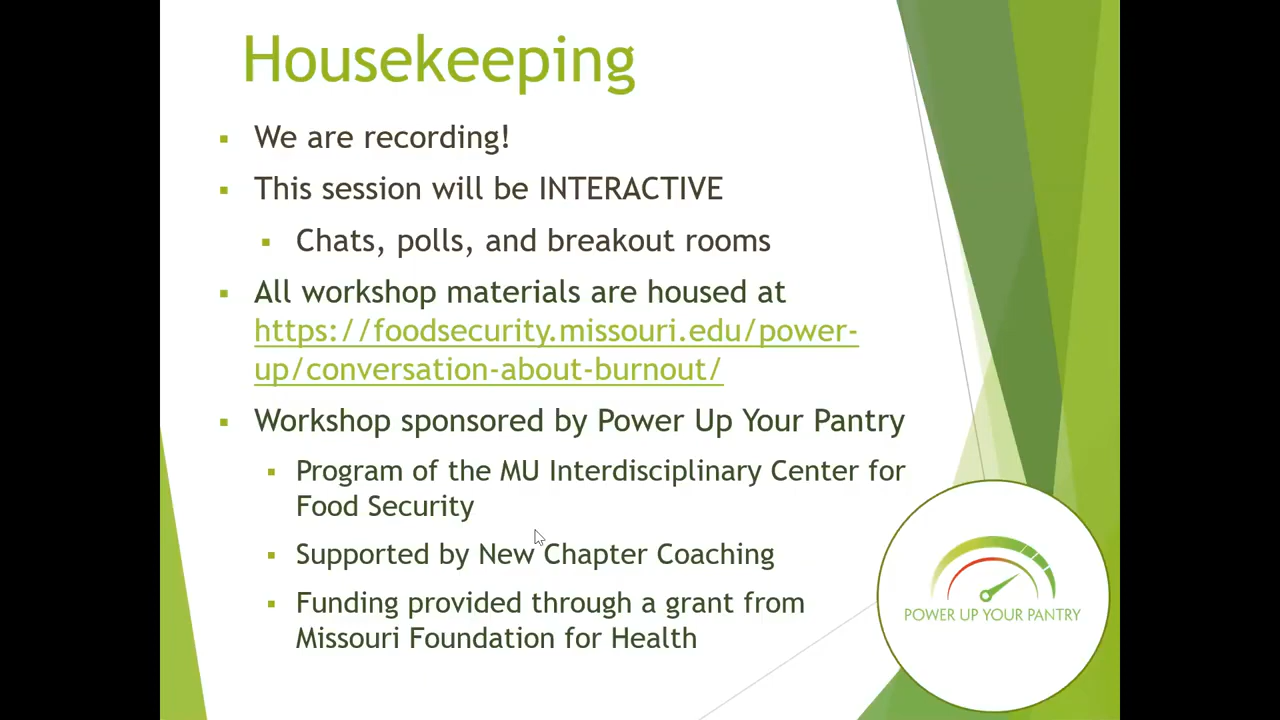 Housekeeping
We are recording!
This session will be INTERACTIVE
Chats, polls, and breakout rooms
All workshop materials are housed at
https://foodsecurity.missouri.edu/power-
up/conversation-about-burnout/
Workshop sponsored by Power Up Your Pantry
Program of the MU Interdisciplinary Center for
Food Security
Supported by New Chapter Coaching
Funding provided through a grant from
Missouri Foundation for Health
POWER UP YOUR PANTRY